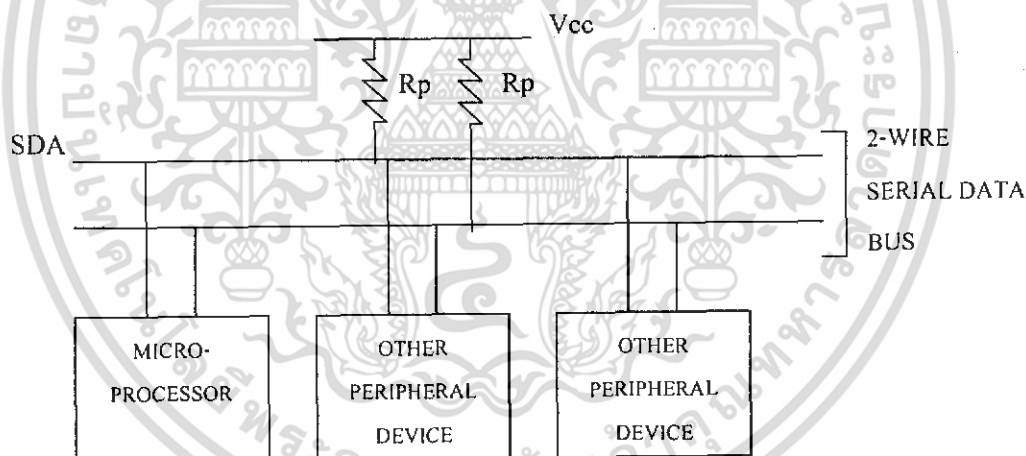 Vcc
Rp
Rp
SDA
2-WIRE
SERIAL DATA
BUS
MICRO-
PROCESSOR
OTHER
PERIPHERAL
DEVICE
OTHER
PERIPHERAL
DEVICE